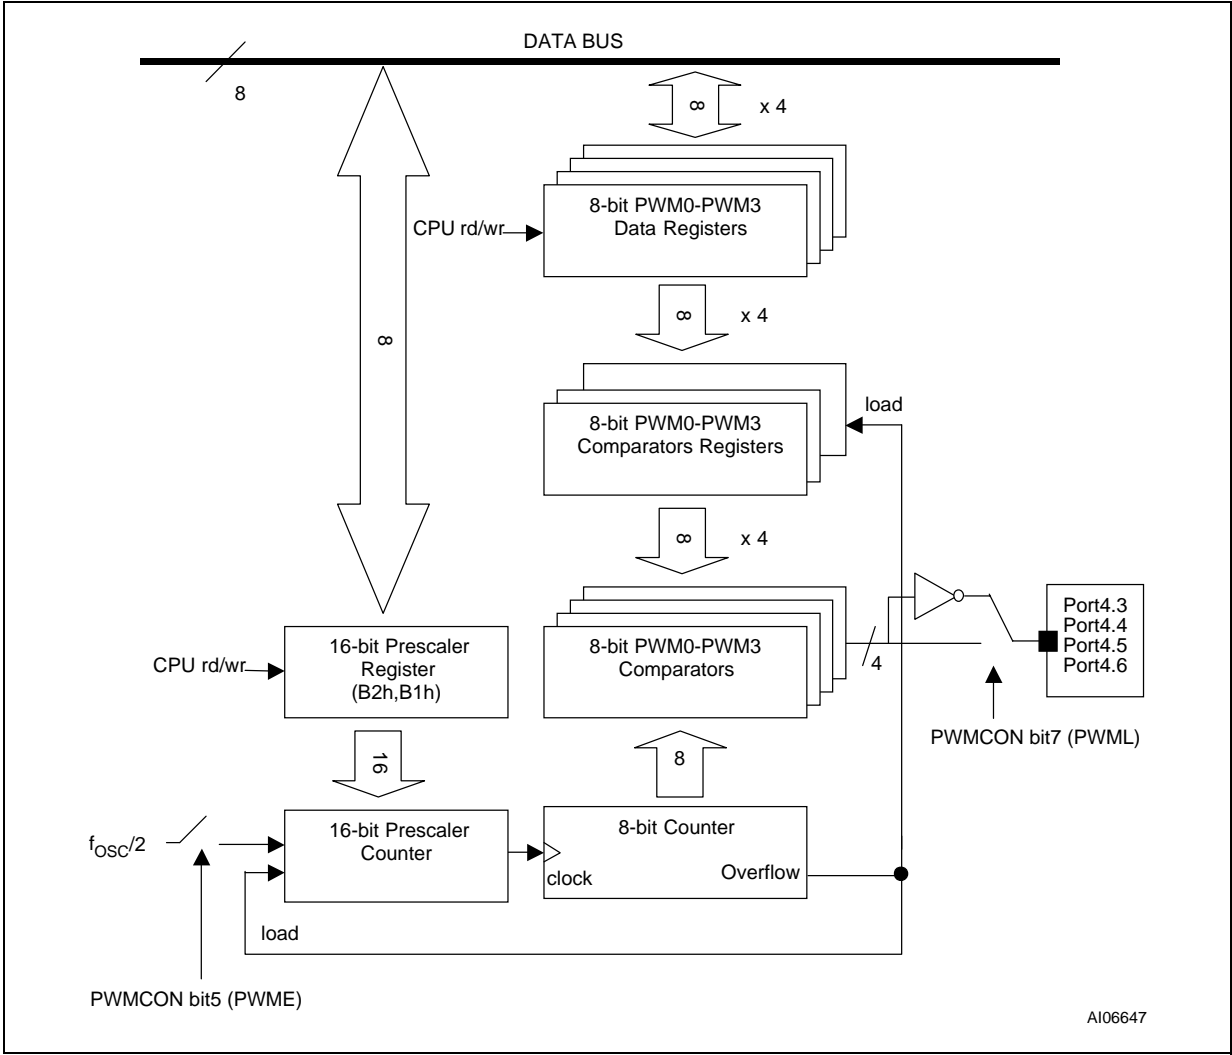 DATA BUS
8
8
x 4
8-bit PWM0-PWM3
Data Registers
CPU rd/wr
8
x 4
8
8-bit PWM0-PWM3
Comparators Registers
load
8
x 4
8-bit PWM0-PWM3
Comparators
4
Port4.3
Port4.4
Port4.5
Port4.6
CPU rd/wr
16-bit Prescaler
Register
(B2h,B1h)
PWMCON bit7 (PWML)
16
8
fOSC/2
16-bit Prescaler
Counter
8-bit Counter
clock
Overflow
load
PWMCON bit5 (PWME)
AI06647